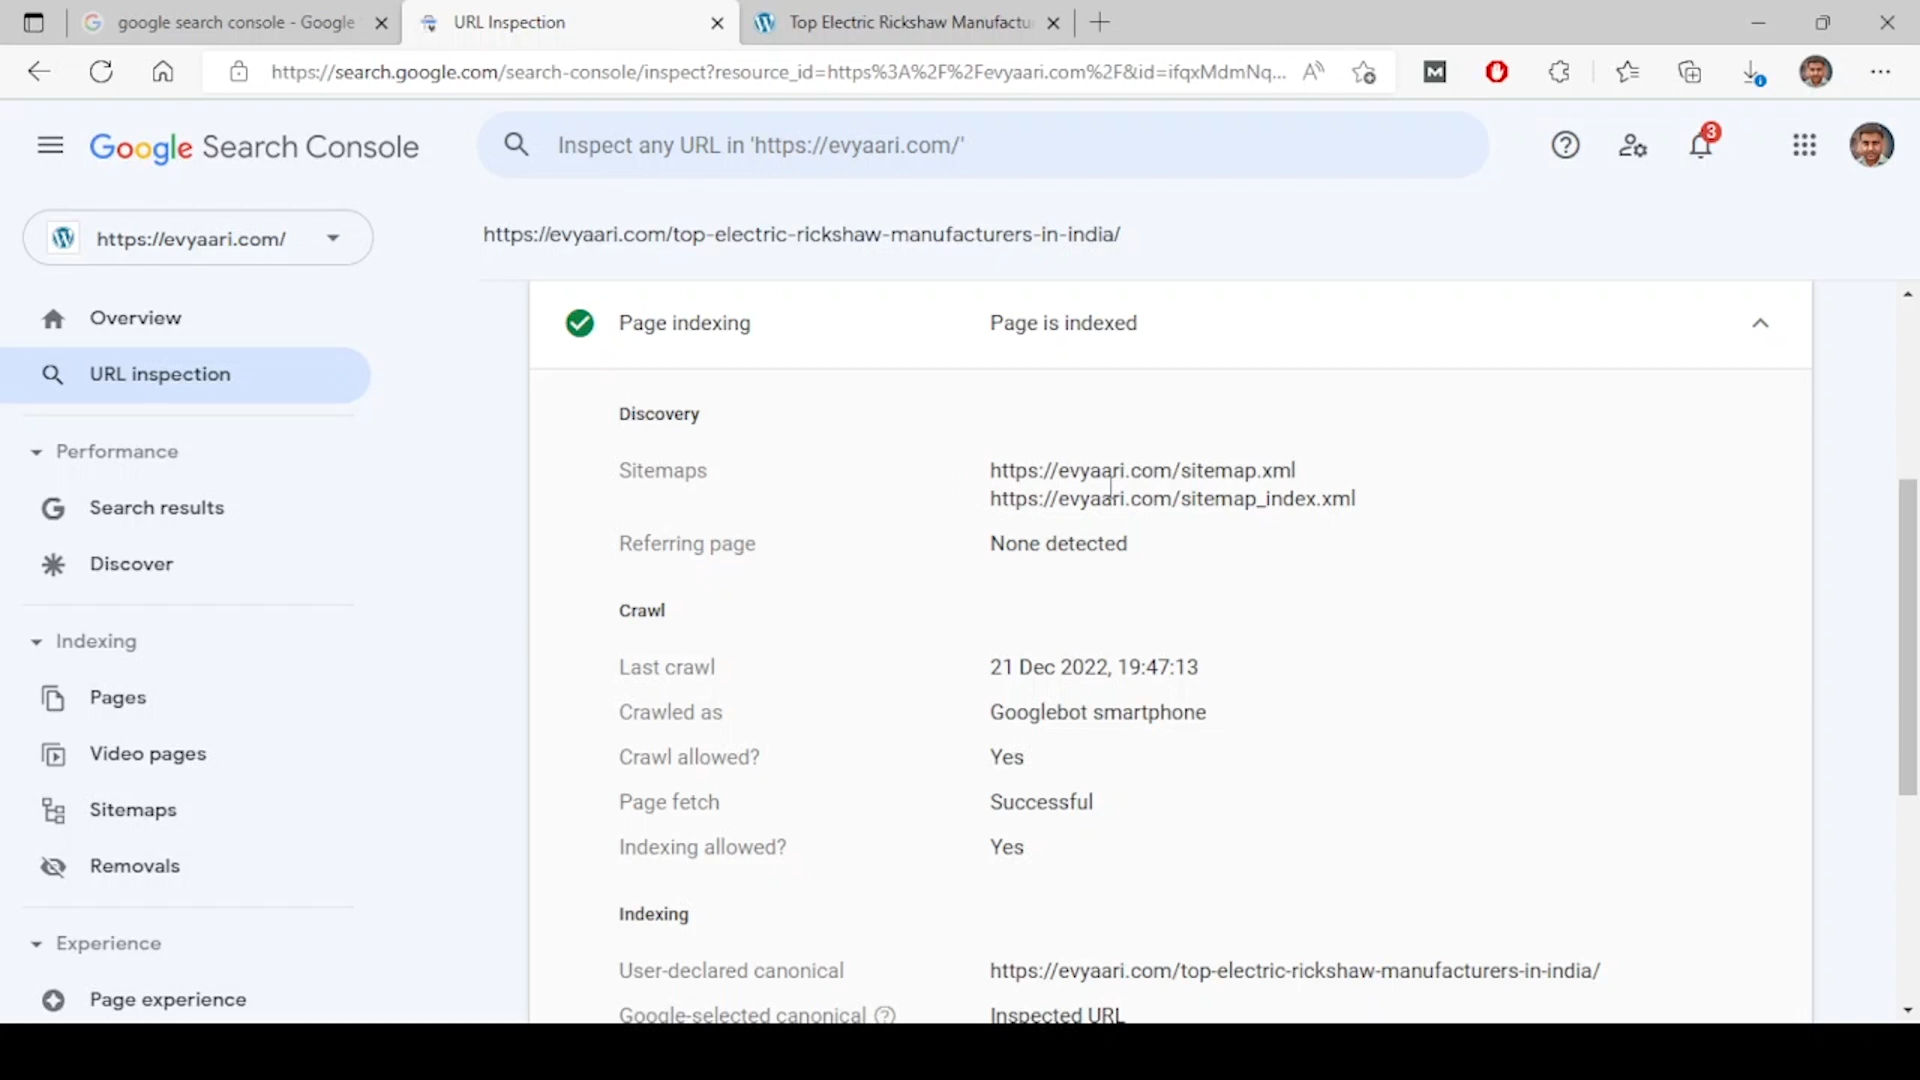 google search console - Google
URL Inspection
Top Electric Rickshaw Manufactu
https://search.google.com/search-console/inspect?resource_id=https%3A%2F%2Fevyaari.com%2F&id=ifqxMdmNq...
Google Search Console
Inspect any URL in 'https://evyaari.com/'
3
https://evyaari.com/
https://evyaari.com/top-electric-rickshaw-manufacturers-in-india/
Overview
URL inspection
Performance
Search results
Discover
Indexing
Pages
Video pages
Sitemaps
Removals
Experience
Page experience
Page indexing Page is indexed
Discovery
Sitemaps https://evyaari.com/sitemap.xml
https://evyaari.com/sitemap_index.xml
Referring page None detected
Crawl
Last crawl 21 Dec 2022, 19:47:13
Crawled as Googlebot smartphone
Crawl allowed? Yes
Page fetch Successful
Indexing allowed? Yes
Indexing
User-declared canonical https://evyaari.com/top-electric-rickshaw-manufacturers-in-india/
Google-selected canonical Inspected URL